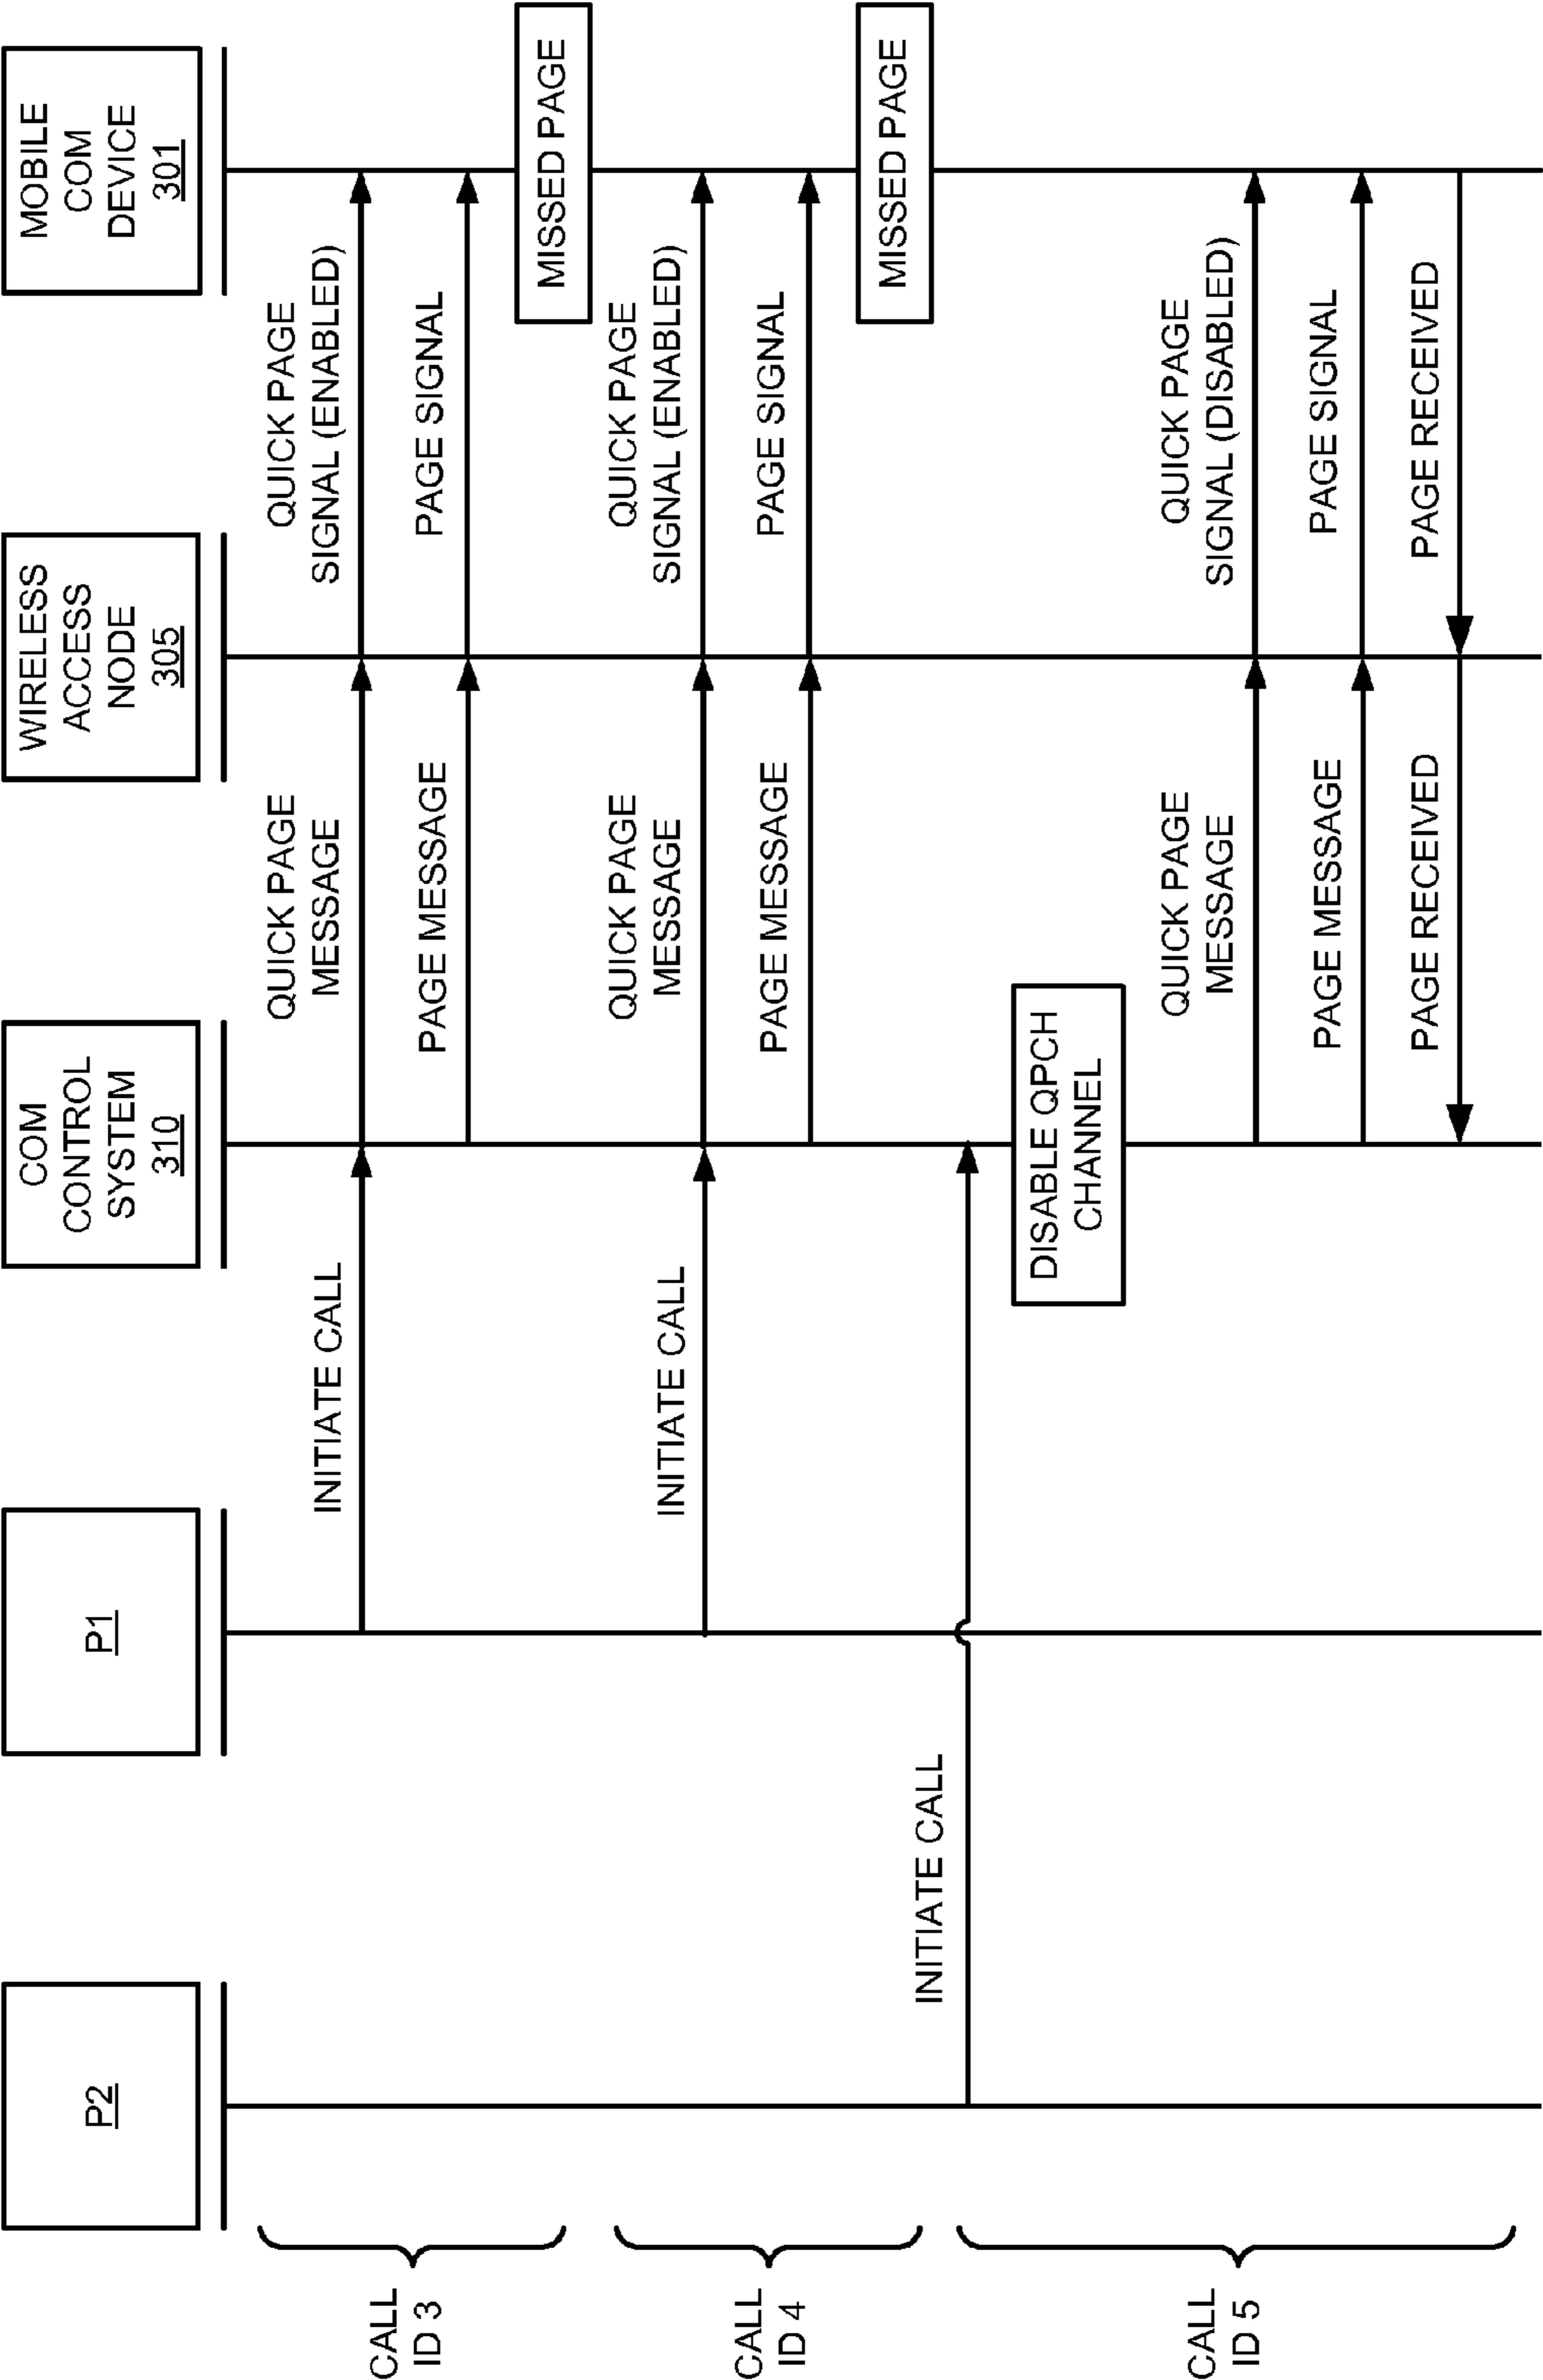 P2
P1
COM
CONTROL
SYSTEM
310
WIRELESS
ACCESS
NODE
305
MOBILE
COM
DEVICE
301
CALL
ID 3
INITIATE CALL
QUICK PAGE
MESSAGE
QUICK PAGE
SIGNAL (ENABLED)
PAGE MESSAGE
PAGE SIGNAL
MISSED PAGE
CALL
ID 4
INITIATE CALL
QUICK PAGE
MESSAGE
QUICK PAGE
SIGNAL (ENABLED)
PAGE MESSAGE
PAGE SIGNAL
MISSED PAGE
CALL
ID 5
INITIATE CALL
DISABLE QPCH
CHANNEL
QUICK PAGE
MESSAGE
QUICK PAGE
SIGNAL (DISABLED)
PAGE MESSAGE
PAGE SIGNAL
PAGE RECEIVED
PAGE RECEIVED